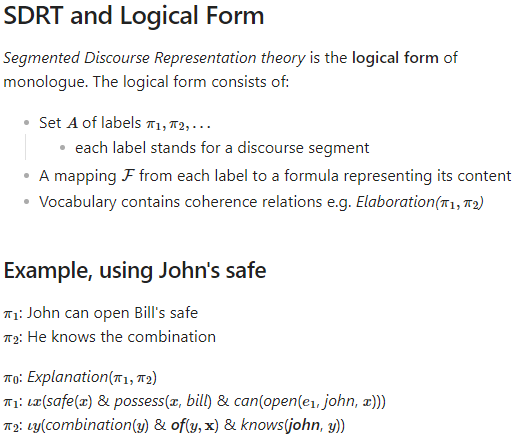 SDRT and Logical Form
Segmented Discourse Representation theory is the logical form of
monologue. The logical form consists of:
Set A of labels π₁, π₂, …
each label stands for a discourse segment
A mapping ℱ from each label to a formula representing its content
Vocabulary contains coherence relations e.g. Elaboration(π₁, π₂)
Example, using John's safe
π₁: John can open Bill's safe
π₂: He knows the combination
π₀: Explanation(π₁, π₂)
π₁: ιx(safe(x) & possess(x, bill) & can(open(e₁, john, x)))
π₂: ιy(combination(y) & of(y, x) & knows(john, y))